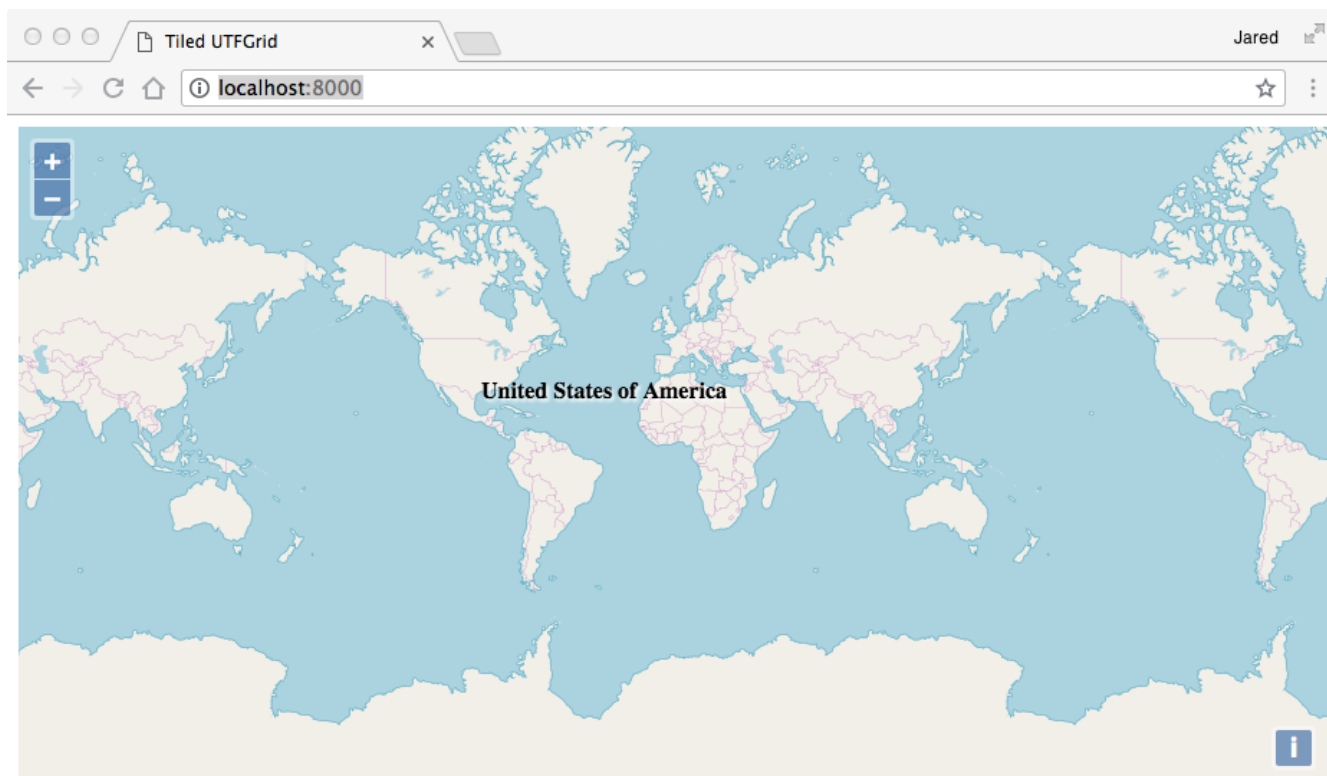 Tiled UTFGrid
Jared
localhost:8000
+
−
United States of America
i